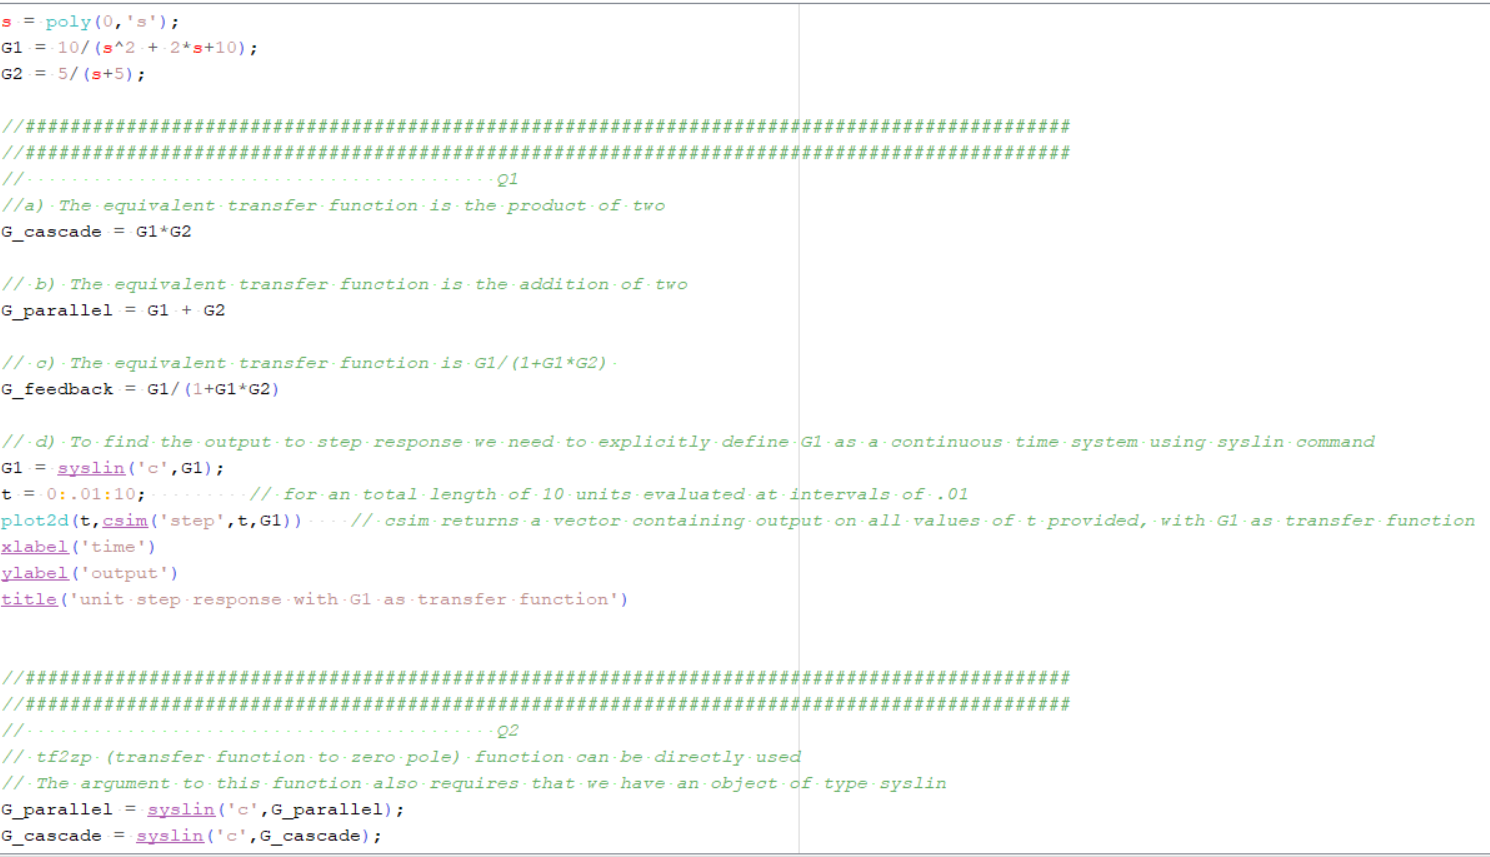 s = poly(0,'s');
G1 = 10/(s^2 + 2*s+10);
G2 = 5/(s+5);
//#############################################################################################
//#############################################################################################
// Q1
//a) The equivalent transfer function is the product of two
G_cascade = G1*G2
// b) The equivalent transfer function is the addition of two
G_parallel = G1 + G2
// c) The equivalent transfer function is G1/(1+G1*G2)
G_feedback = G1/(1+G1*G2)
// d) To find the output to step response we need to explicitly define G1 as a continuous time system using syslin command
G1 = syslin('c',G1);
t = 0:.01:10; // for an total length of 10 units evaluated at intervals of .01
plot2d(t,csim('step',t,G1)) // csim returns a vector containing output on all values of t provided, with G1 as transfer function
xlabel('time')
ylabel('output')
title('unit step response with G1 as transfer function')
//#############################################################################################
//#############################################################################################
// Q2
// tf2zp (transfer function to zero pole) function can be directly used
// The argument to this function also requires that we have an object of type syslin
G_parallel = syslin('c',G_parallel);
G_cascade = syslin('c',G_cascade);